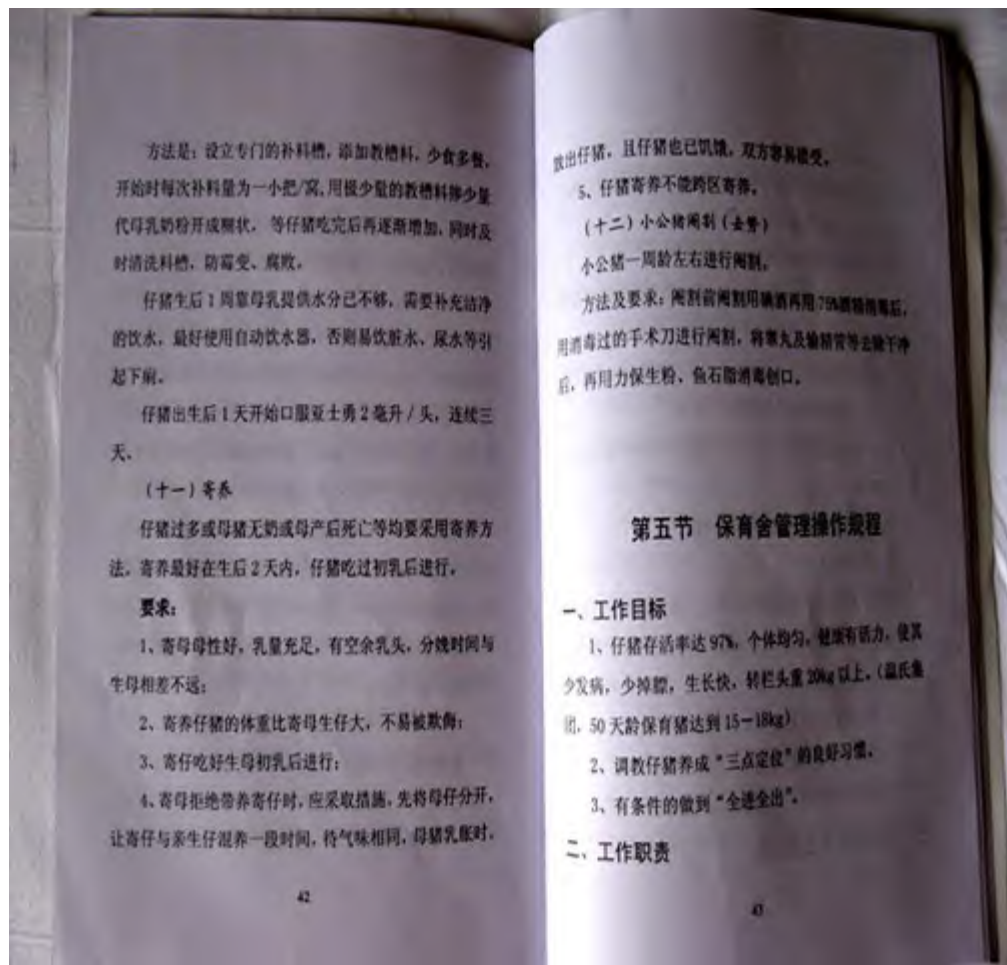 方法是：设立专门的补料槽，添加教槽料，少食多餐，
开始时每次补料量为一小把/窝，用极少量的教槽料掺少量
代母乳奶粉开成糊状，等仔猪吃完后再逐渐增加，同时及
时清洗料槽，防霉变、腐败。
仔猪生后1周靠母乳提供水分已不够，需要补充洁净
的饮水，最好使用自动饮水器，否则易饮脏水、尿水等引
起下痢。
仔猪出生后1天开始口服亚士勇2毫升/头，连续三
天。
（十一）寄养
仔猪过多或母猪无奶或母产后死亡等均要采用寄养方
法。寄养最好在生后2天内，仔猪吃过初乳后进行。
要求：
1、寄母母性好，乳量充足，有空余乳头，分娩时间与
生母相差不远；
2、寄养仔猪的体重比寄母生仔大，不易被欺侮；
3、寄仔吃好生母初乳后进行；
4、寄母拒绝带养寄仔时，应采取措施，先将母仔分开，
让寄仔与亲生仔混养一段时间，待气味相同，母猪乳胀时，
42
放出仔猪，且仔猪也已饥饿，双方容易接受。
5、仔猪寄养不能跨区寄养。
（十二）小公猪阉割（去势）
小公猪一周龄左右进行阉割。
方法及要求：阉割前阉割用碘酒再用75%酒精消毒后，
用消毒过的手术刀进行阉割，将睾丸及输精管等去除干净
后，再用力保生粉、鱼石脂消毒创口。
第五节 保育舍管理操作规程
一、工作目标
1、仔猪存活率达97%，个体均匀，健康有活力，使其
少发病，少掉膘，生长快，转栏头重20kg以上。（温氏集
团，50天龄保育猪达到15-18kg）
2、调教仔猪养成“三点定位”的良好习惯。
3、有条件的做到“全进全出”。
二、工作职责
43